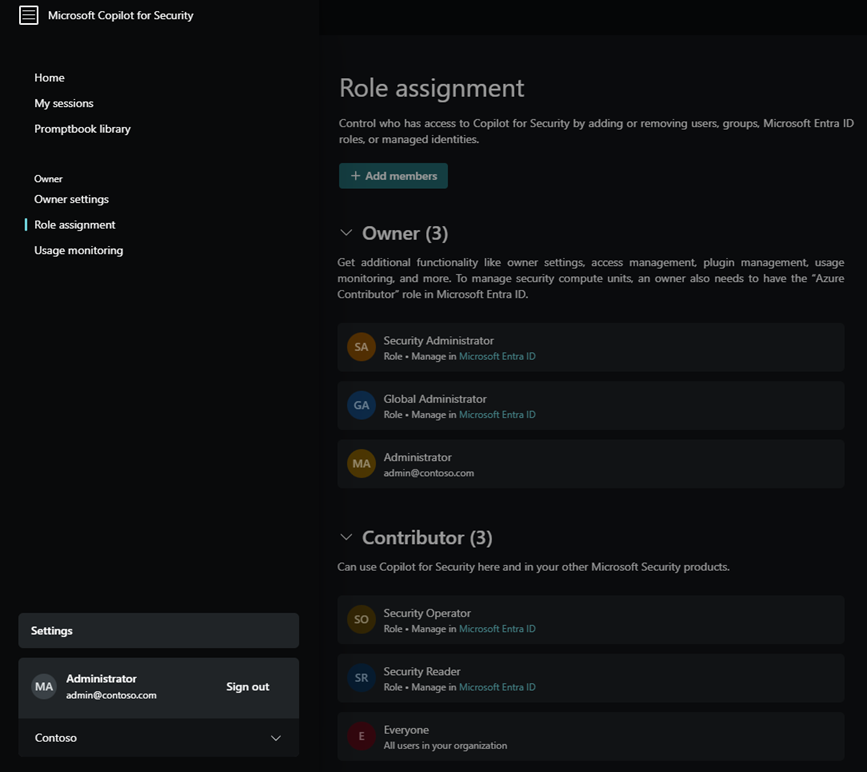 Microsoft Copilot for Security
Home
My sessions
Promptbook library
Owner
Owner settings
Role assignment
Usage monitoring
Settings
MA
Administrator
admin@contoso.com
Sign out
Contoso
Role assignment
Control who has access to Copilot for Security by adding or removing users, groups, Microsoft Entra ID
roles, or managed identities.
+ Add members
Owner (3)
Get additional functionality like owner settings, access management, plugin management, usage
monitoring, and more. To manage security compute units, an owner also needs to have the “Azure
Contributor” role in Microsoft Entra ID.
SA
Security Administrator
Role • Manage in Microsoft Entra ID
GA
Global Administrator
Role • Manage in Microsoft Entra ID
MA
Administrator
admin@contoso.com
Contributor (3)
Can use Copilot for Security here and in your other Microsoft Security products.
SO
Security Operator
Role • Manage in Microsoft Entra ID
SR
Security Reader
Role • Manage in Microsoft Entra ID
E
Everyone
All users in your organization